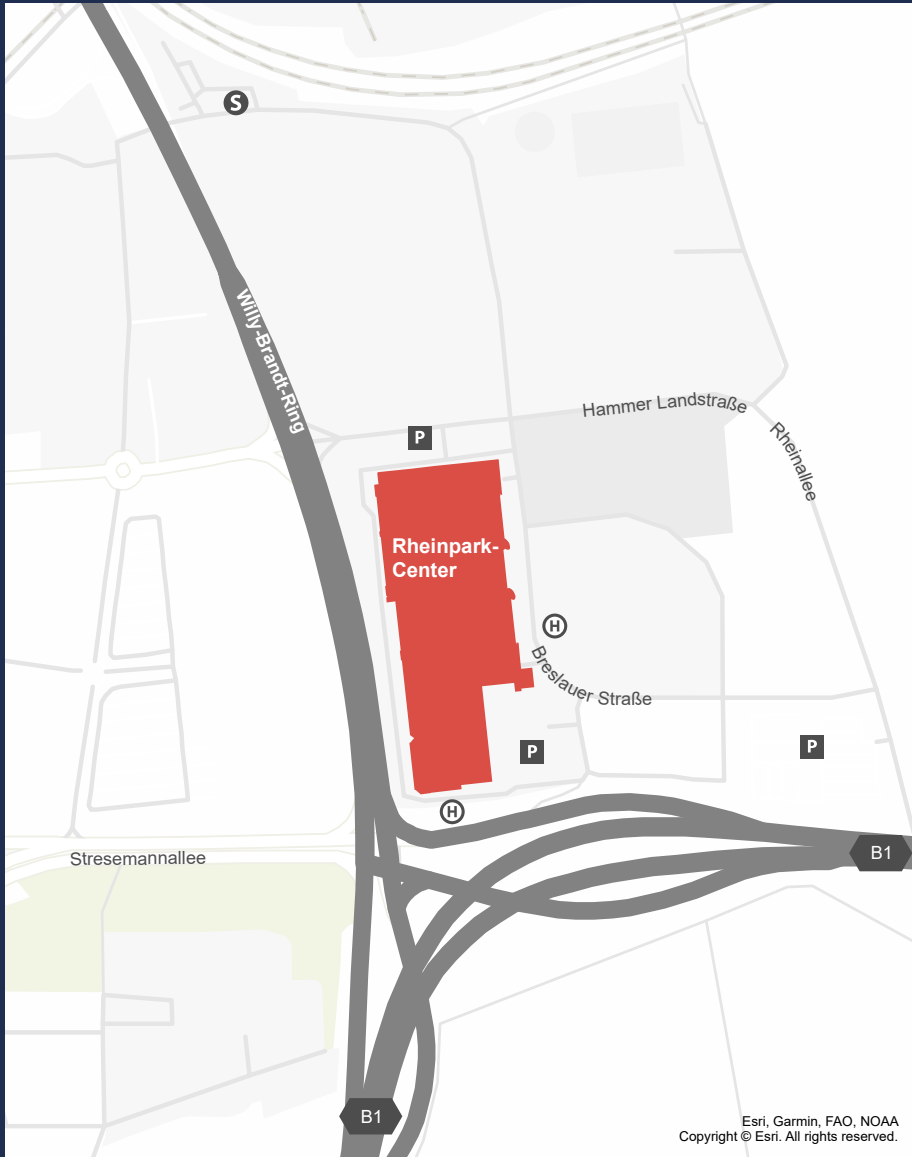 S
Willy-Brandt-Ring
Hammer Landstraße
P
Rheinallee
Rheinpark-
Center
H
Breslauer Straße
P
P
H
Stresemannallee
B1
B1
Esri, Garmin, FAO, NOAA
Copyright © Esri. All rights reserved.